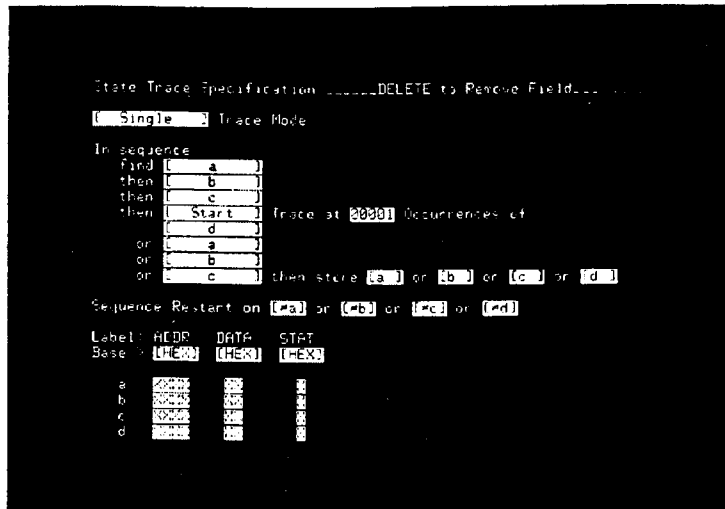 State Trace Specification ______DELETE to Remove Field___
[ Single ] Trace Mode
In sequence
find [ a ]
then [ b ]
then [ c ]
then [ Start ] Trace at 00001 Occurrences of
[ d ]
or [ a ]
or [ b ]
or [ c ] then store [a ] or [b ] or [c ] or [d ]
Sequence Restart on [≠a] or [≠b] or [≠c] or [≠d]
Label: ADDR DATA STAT
Base : [HEX] [HEX] [HEX]
a
b
c
d